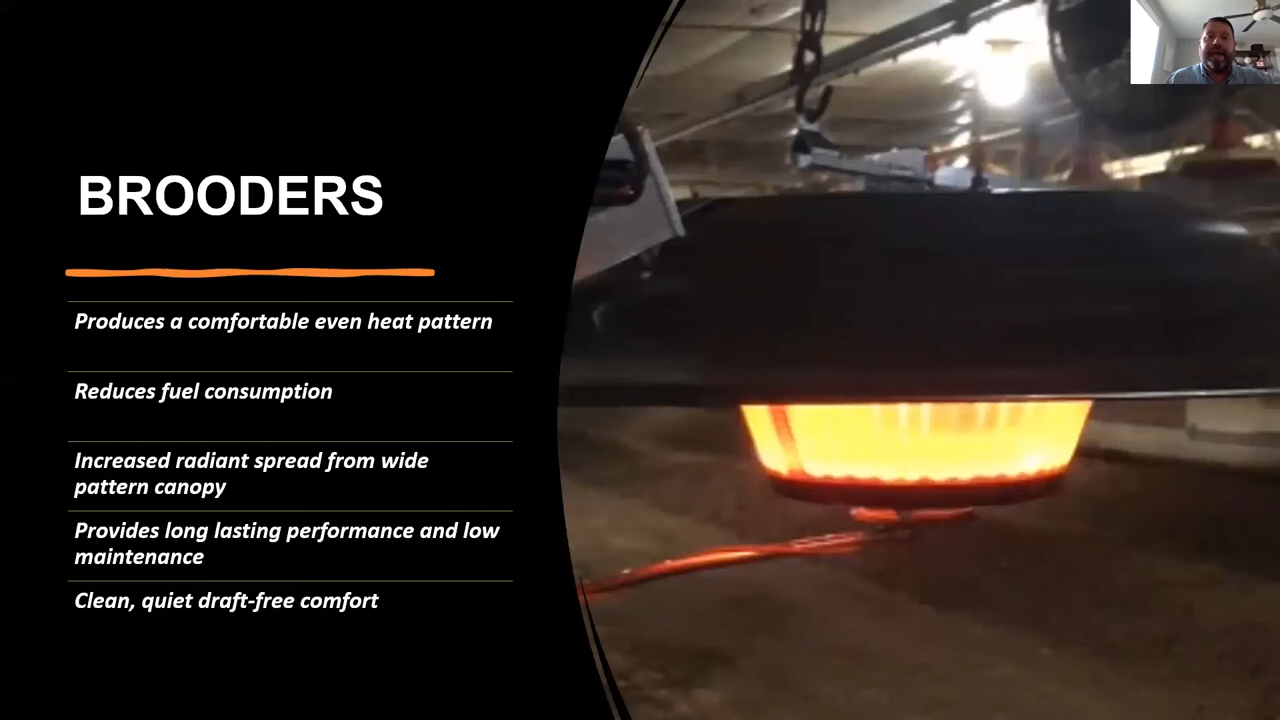 BROODERS
Produces a comfortable even heat pattern
Reduces fuel consumption
Increased radiant spread from wide
pattern canopy
Provides long lasting performance and low
maintenance
Clean, quiet draft-free comfort